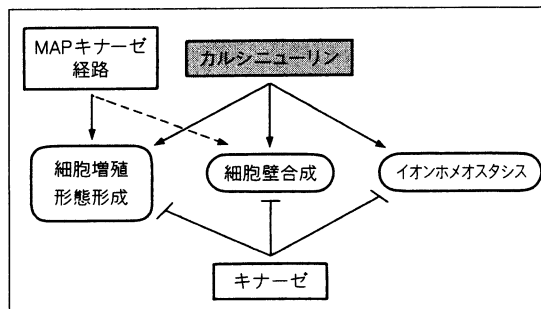 MAPキナーゼ
経路
カルシニューリン
細胞増殖
形態形成
細胞壁合成
イオンホメオスタシス
キナーゼ